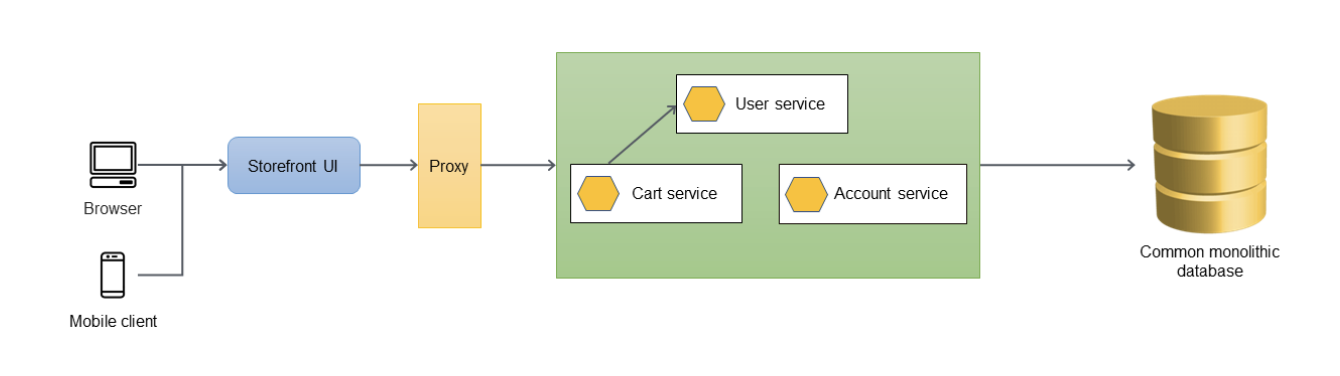 Browser
Mobile client
Storefront UI
Proxy
User service
Cart service
Account service
Common monolithic
database